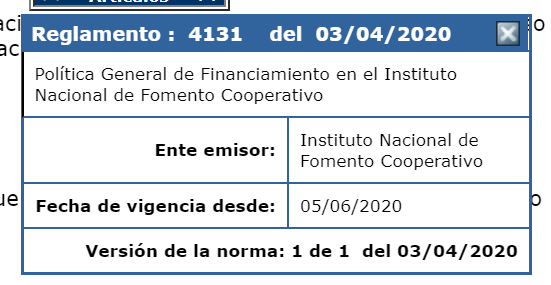 Artículos
Reglamento : 4131 del 03/04/2020
Política General de Financiamiento en el Instituto
Nacional de Fomento Cooperativo
Ente emisor:
Instituto Nacional de
Fomento Cooperativo
Fecha de vigencia desde:
05/06/2020
Versión de la norma: 1 de 1 del 03/04/2020